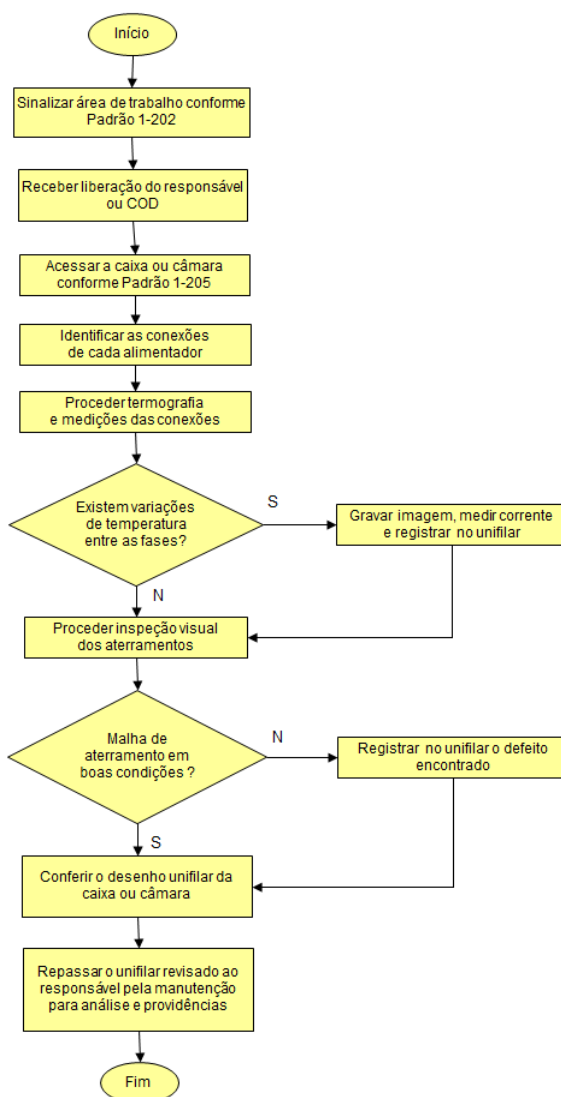 Início
Sinalizar área de trabalho conforme
Padrão 1-202
Receber liberação do responsável
ou COD
Acessar a caixa ou câmara
conforme Padrão 1-205
Identificar as conexões
de cada alimentador
Proceder termografia
e medições das conexões
Existem variações
de temperatura
entre as fases?
S
Gravar imagem, medir corrente
e registrar no unifilar
N
Proceder inspeção visual
dos aterramentos
Malha de
aterramento em
boas condições ?
N
Registrar no unifilar o defeito
encontrado
S
Conferir o desenho unifilar da
caixa ou câmara
Repassar o unifilar revisado ao
responsável pela manutenção
para análise e providências
Fim